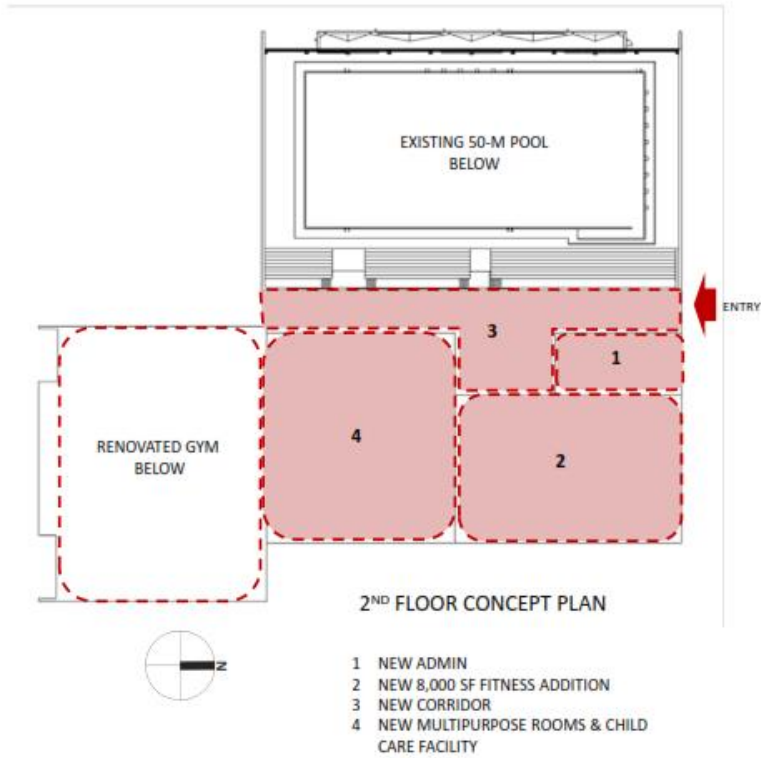 EXISTING 50-M POOL
BELOW
ENTRY
3
1
RENOVATED GYM
BELOW
4
2
2ND FLOOR CONCEPT PLAN
N
1 NEW ADMIN
2 NEW 8,000 SF FITNESS ADDITION
3 NEW CORRIDOR
4 NEW MULTIPURPOSE ROOMS & CHILD
CARE FACILITY